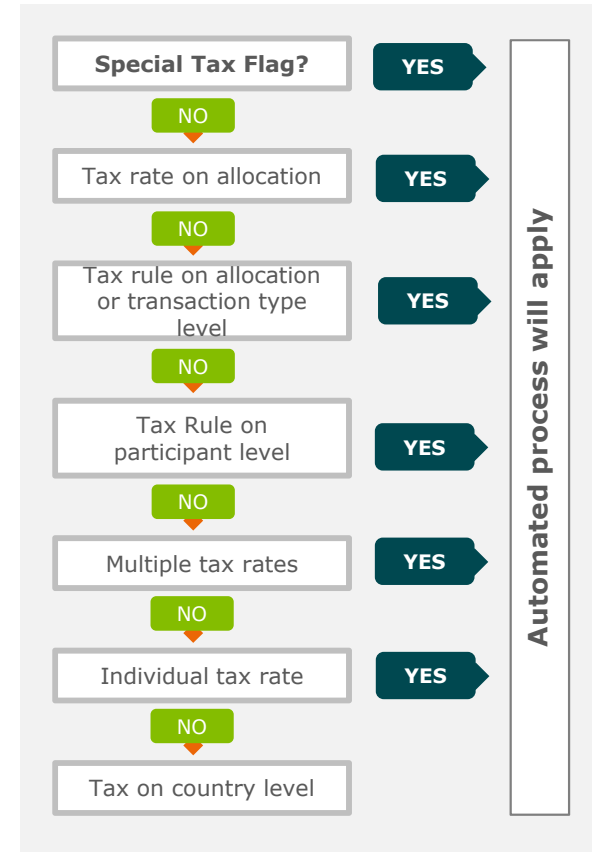 Special Tax Flag?
YES
NO
Tax rate on allocation
YES
NO
Tax rule on allocation
or transaction type
level
YES
NO
Tax Rule on
participant level
YES
NO
Multiple tax rates
YES
NO
Individual tax rate
YES
NO
Tax on country level
Automated process will apply